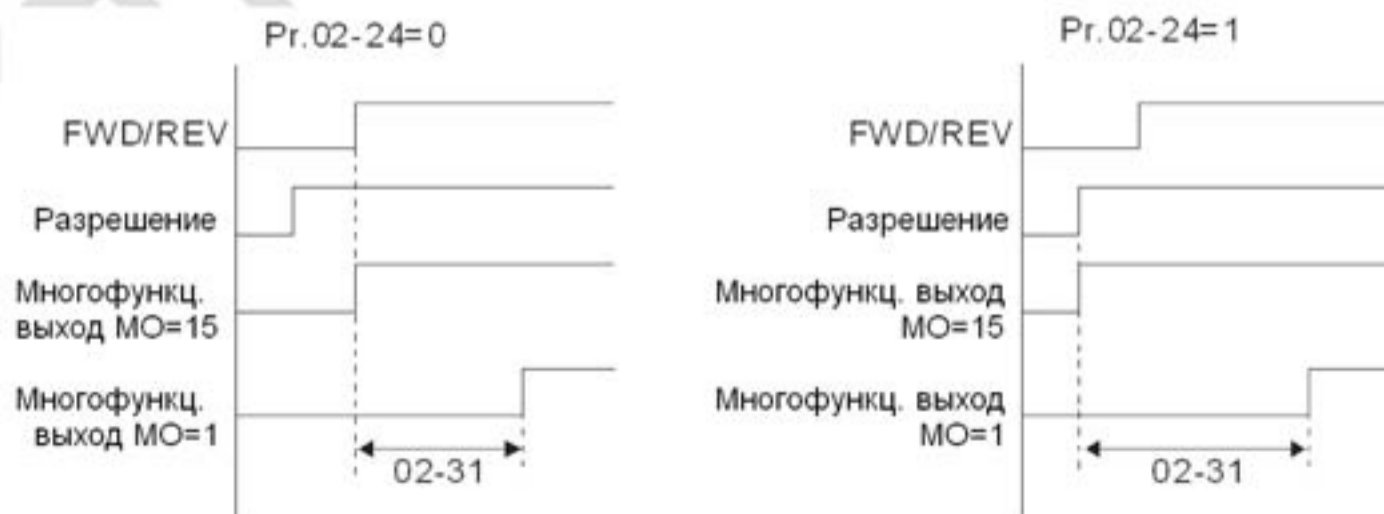 Pr.02-24=0
FWD/REV
Разрешение
Многофункц.
выход MO=15
Многофункц.
выход MO=1
02-31
Pr.02-24=1
FWD/REV
Разрешение
Многофункц. выход
MO=15
Многофункц. выход
MO=1
02-31